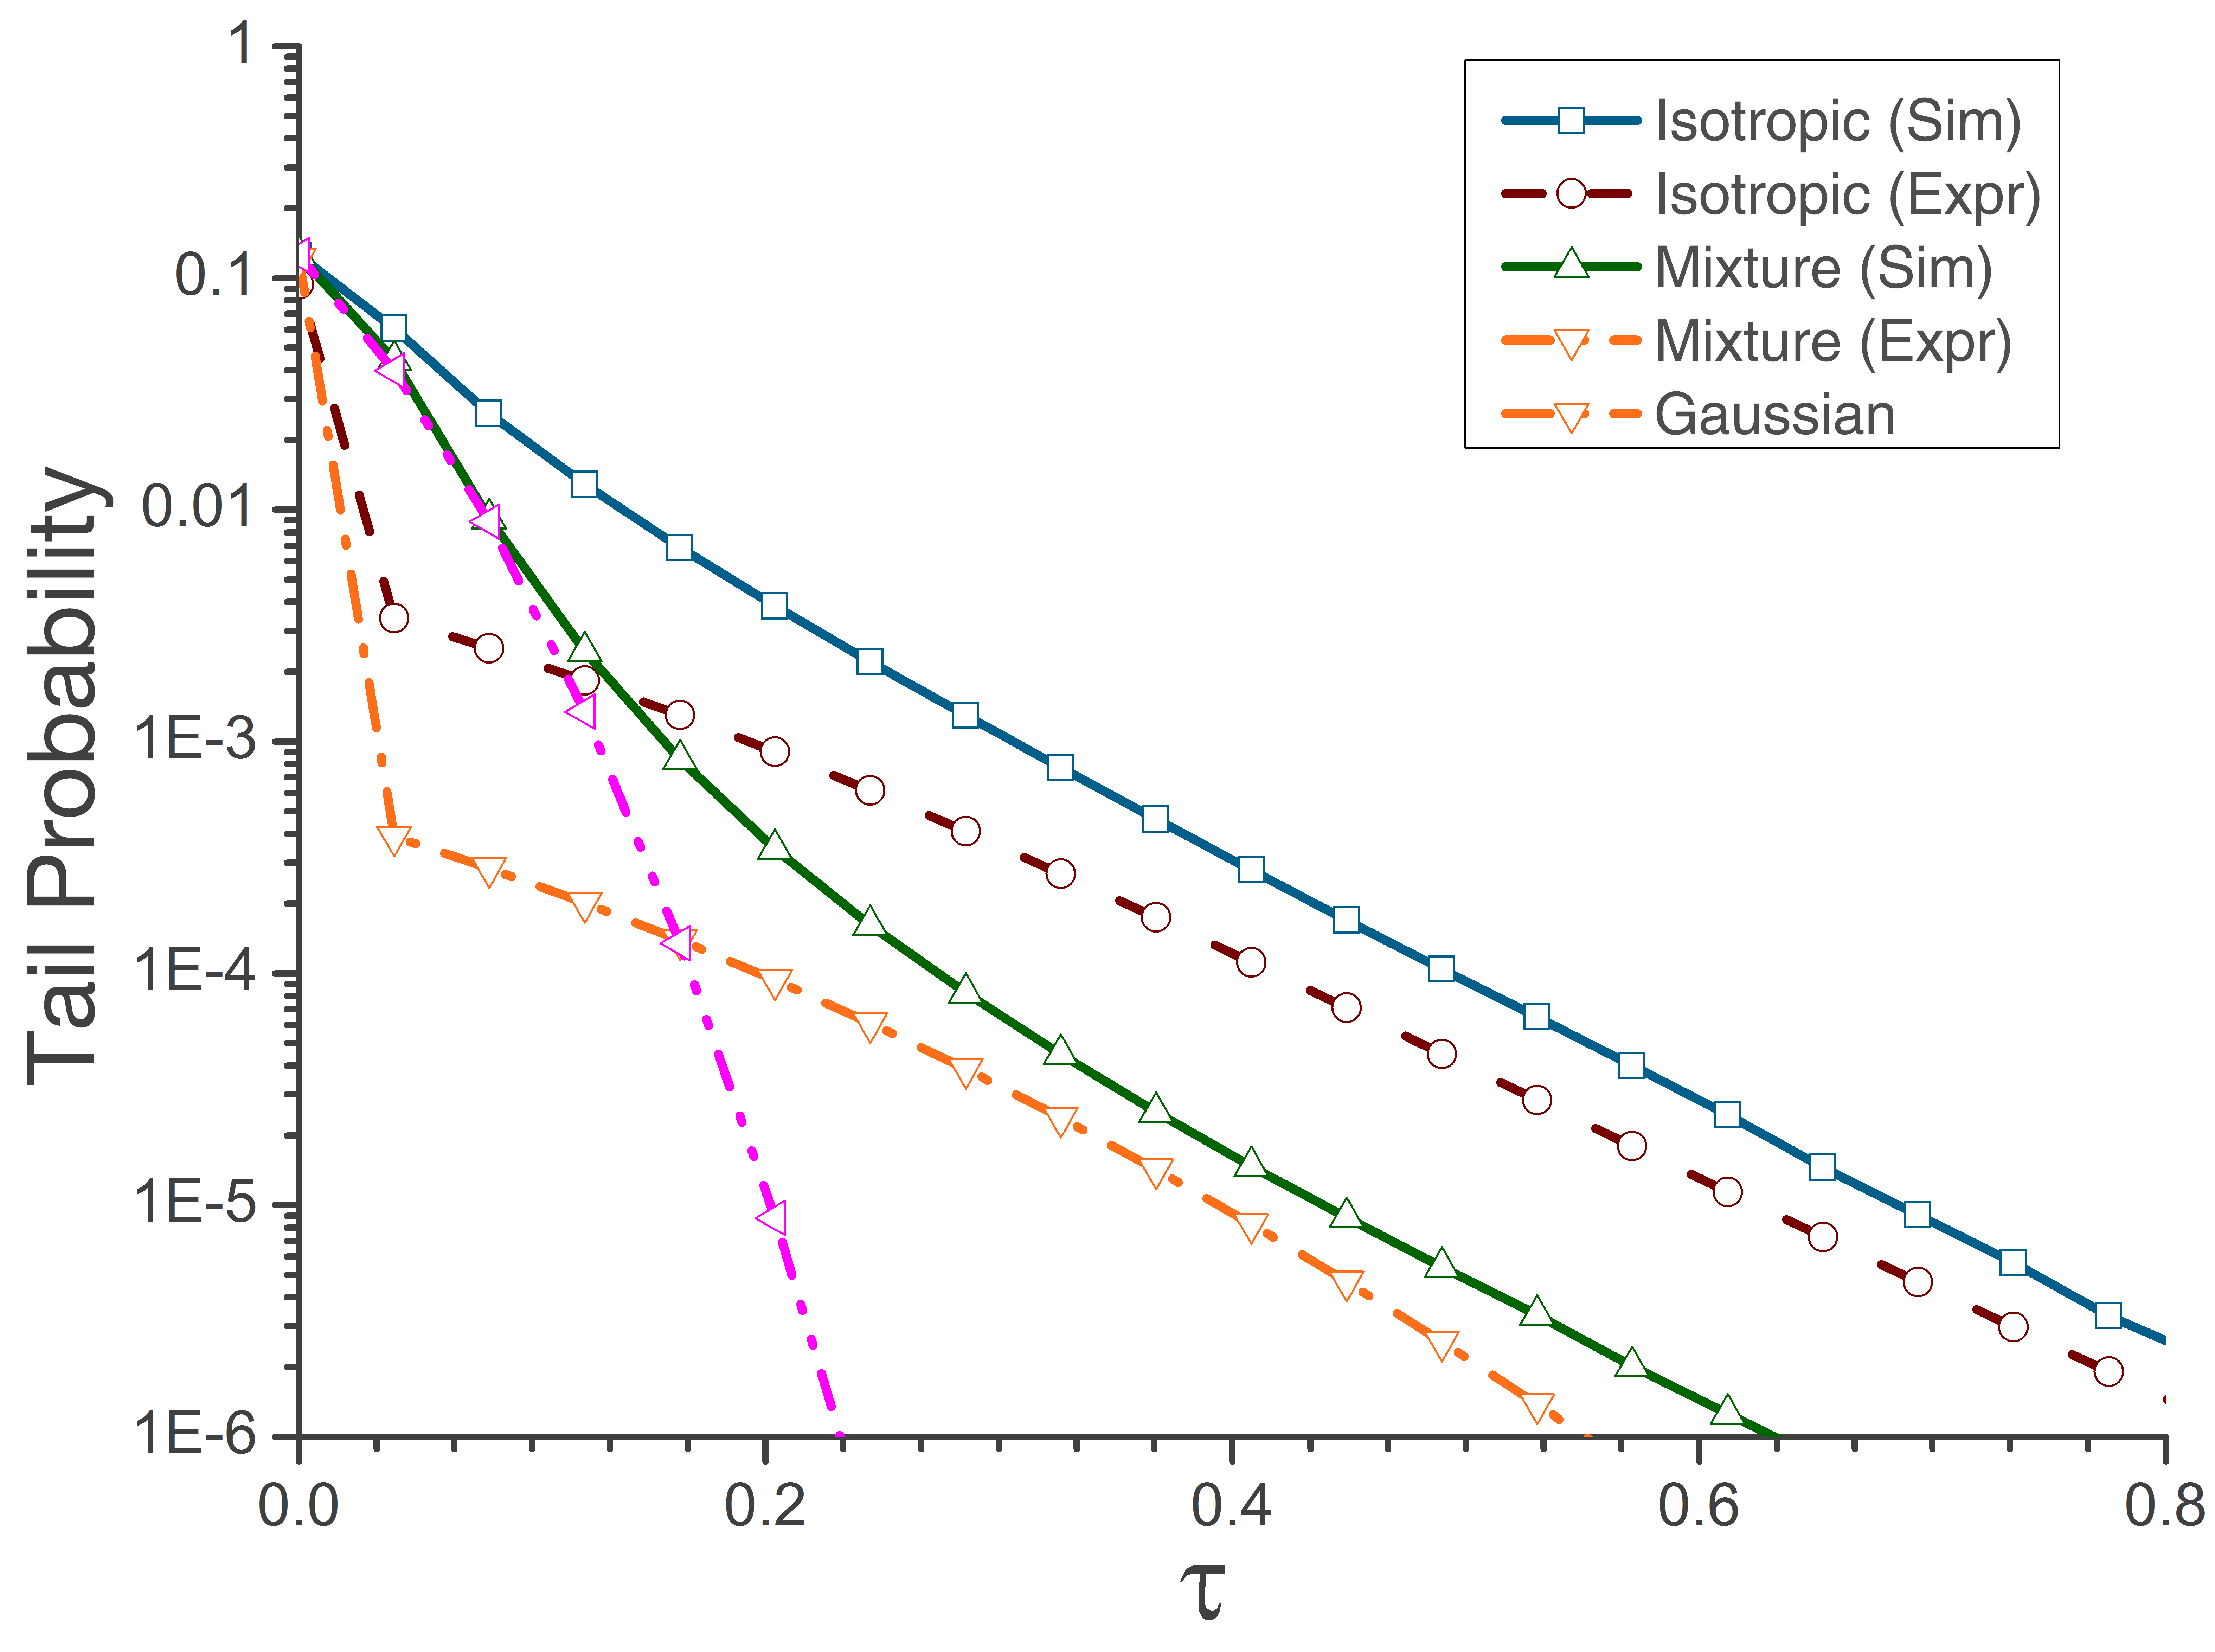 1
0.1
0.01
1E-3
1E-4
1E-5
1E-6
Tail Probability
0.0 0.2 0.4 0.6 0.8
τ
Isotropic (Sim)
Isotropic (Expr)
Mixture (Sim)
Mixture (Expr)
Gaussian